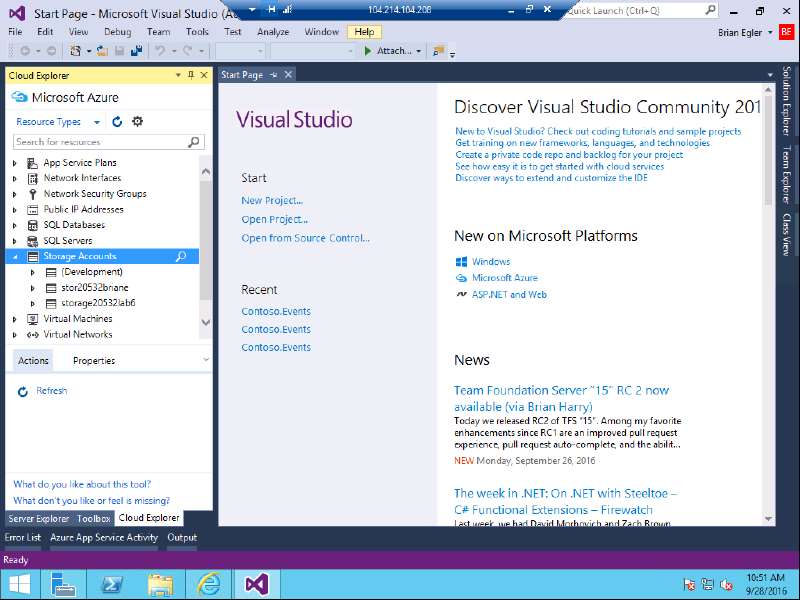 Start Page - Microsoft Visual Studio (A
104.214.104.208
Quick Launch (Ctrl+Q)
File Edit View Debug Team Tools Test Analyze Window Help
Brian Egler BE
Attach...
Cloud Explorer
Start Page
Microsoft Azure
Resource Types
Search for resources
App Service Plans
Network Interfaces
Network Security Groups
Public IP Addresses
SQL Databases
SQL Servers
Storage Accounts
(Development)
stor20532briane
storage20532lab6
Virtual Machines
Virtual Networks
Actions Properties
Refresh
What do you like about this tool?
What don't you like or feel is missing?
Server Explorer Toolbox Cloud Explorer
Visual Studio
Start
New Project...
Open Project...
Open from Source Control...
Recent
Contoso.Events
Contoso.Events
Contoso.Events
Discover Visual Studio Community 201
New to Visual Studio? Check out coding tutorials and sample projects
Get training on new frameworks, languages, and technologies
Create a private code repo and backlog for your project
See how easy it is to get started with cloud services
Discover ways to extend and customize the IDE
New on Microsoft Platforms
Windows
Microsoft Azure
ASP.NET and Web
News
Team Foundation Server "15" RC 2 now
available (via Brian Harry)
Today we released RC2 of TFS "15". Among my favorite
enhancements since RC1 are an improved pull request
experience, pull request auto-complete, and the abilit...
NEW Monday, September 26, 2016
The week in .NET: On .NET with Steeltoe –
C# Functional Extensions – Firewatch
Last week, we had David Morhovich and Zach Brown
Solution Explorer
Team Explorer
Class View
Error List Azure App Service Activity Output
Ready
10:51 AM
9/28/2016